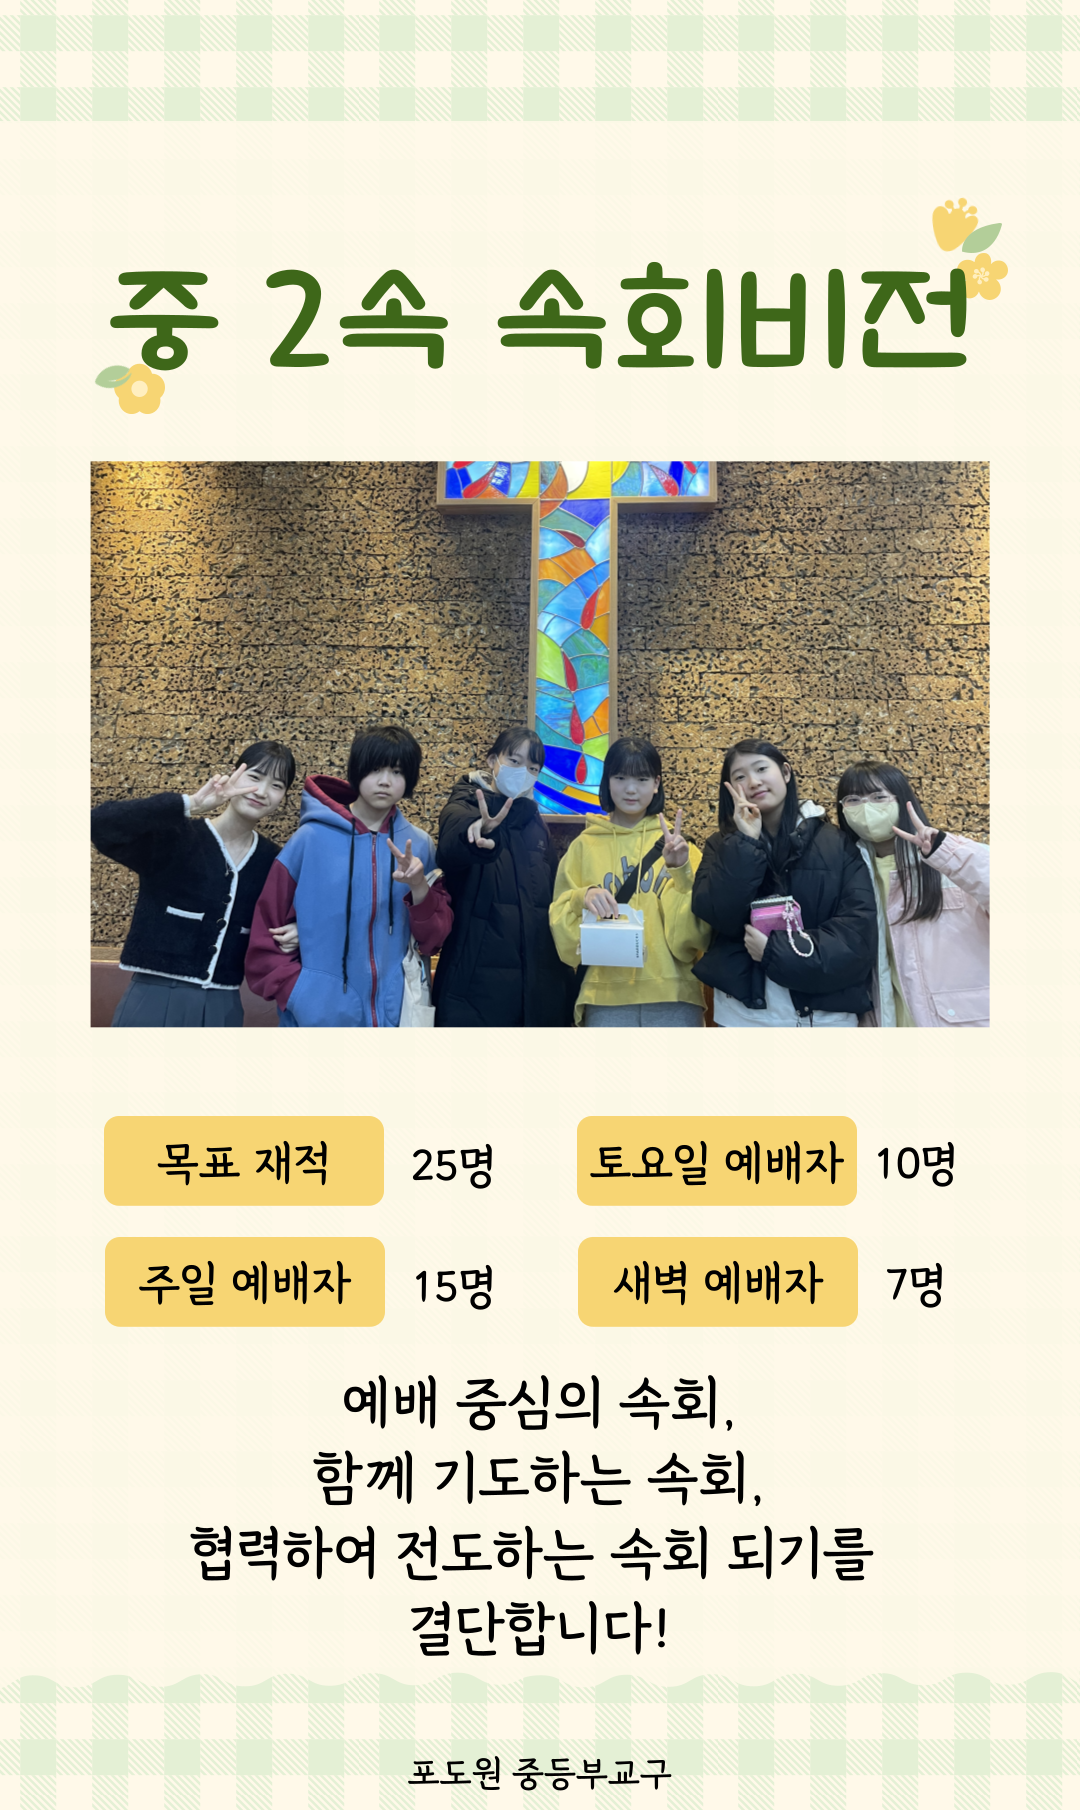 중 2속 속회비전
목표 재적 25명 토요일 예배자 10명
주일 예배자 15명 새벽 예배자 7명
예배 중심의 속회,
함께 기도하는 속회,
협력하여 전도하는 속회 되기를
결단합니다!
포도원 중등부교구